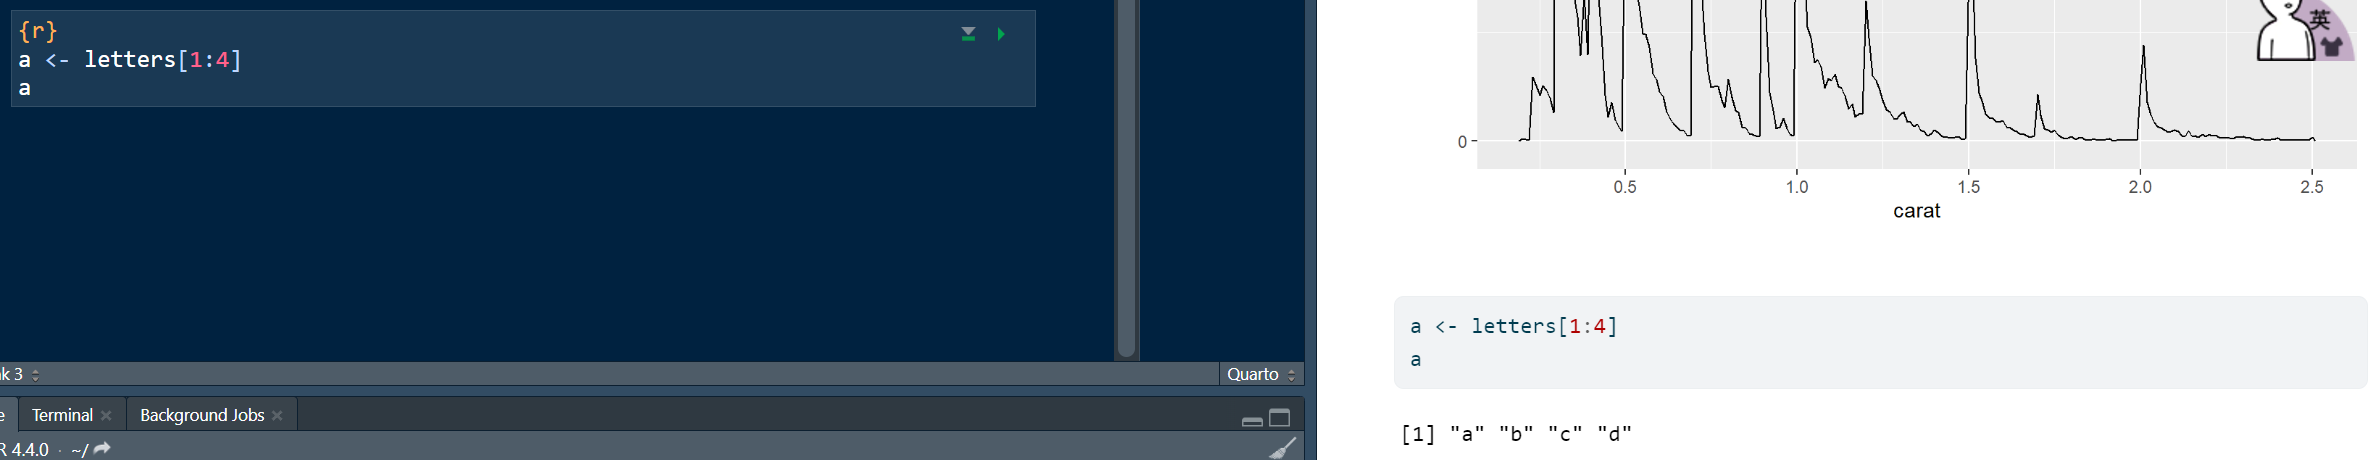 {r}
a <- letters[1:4]
a
k 3
Quarto
e
Terminal
Background Jobs
R 4.4.0 · ~/
英
0
0.5
1.0
1.5
2.0
2.5
carat
a <- letters[1:4]
a
[1] "a" "b" "c" "d"